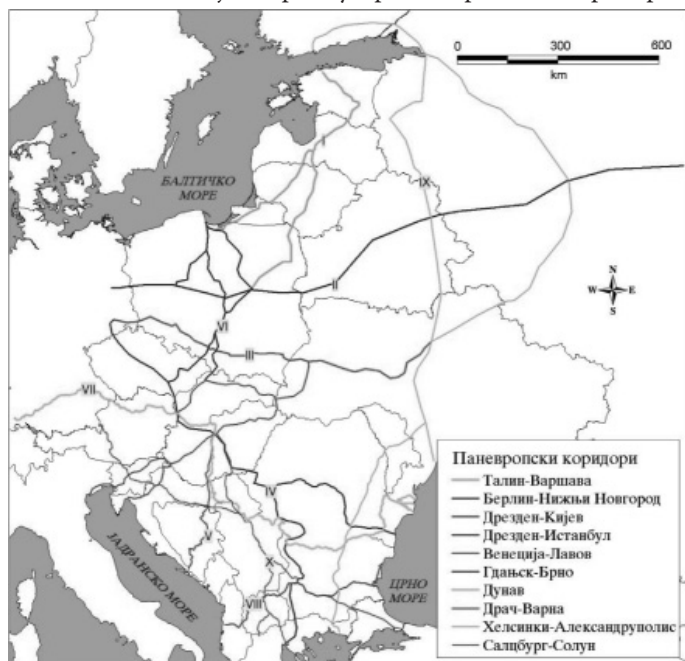 0 300 600
km
I
БАЛТИЧКО
МОРЕ
IX
II
N
W E
S
VI
III
VII
IV
V
X
VIII
ЈАДРАНСКО МОРЕ
ЦРНО
МОРЕ
Паневропски коридори
Талин-Варшава
Берлин-Нижњи Новгород
Дрезден-Кијев
Дрезден-Истанбул
Венеција-Лавов
Гдањск-Брно
Дунав
Драч-Варна
Хелсинки-Александруполис
Салцбург-Солун